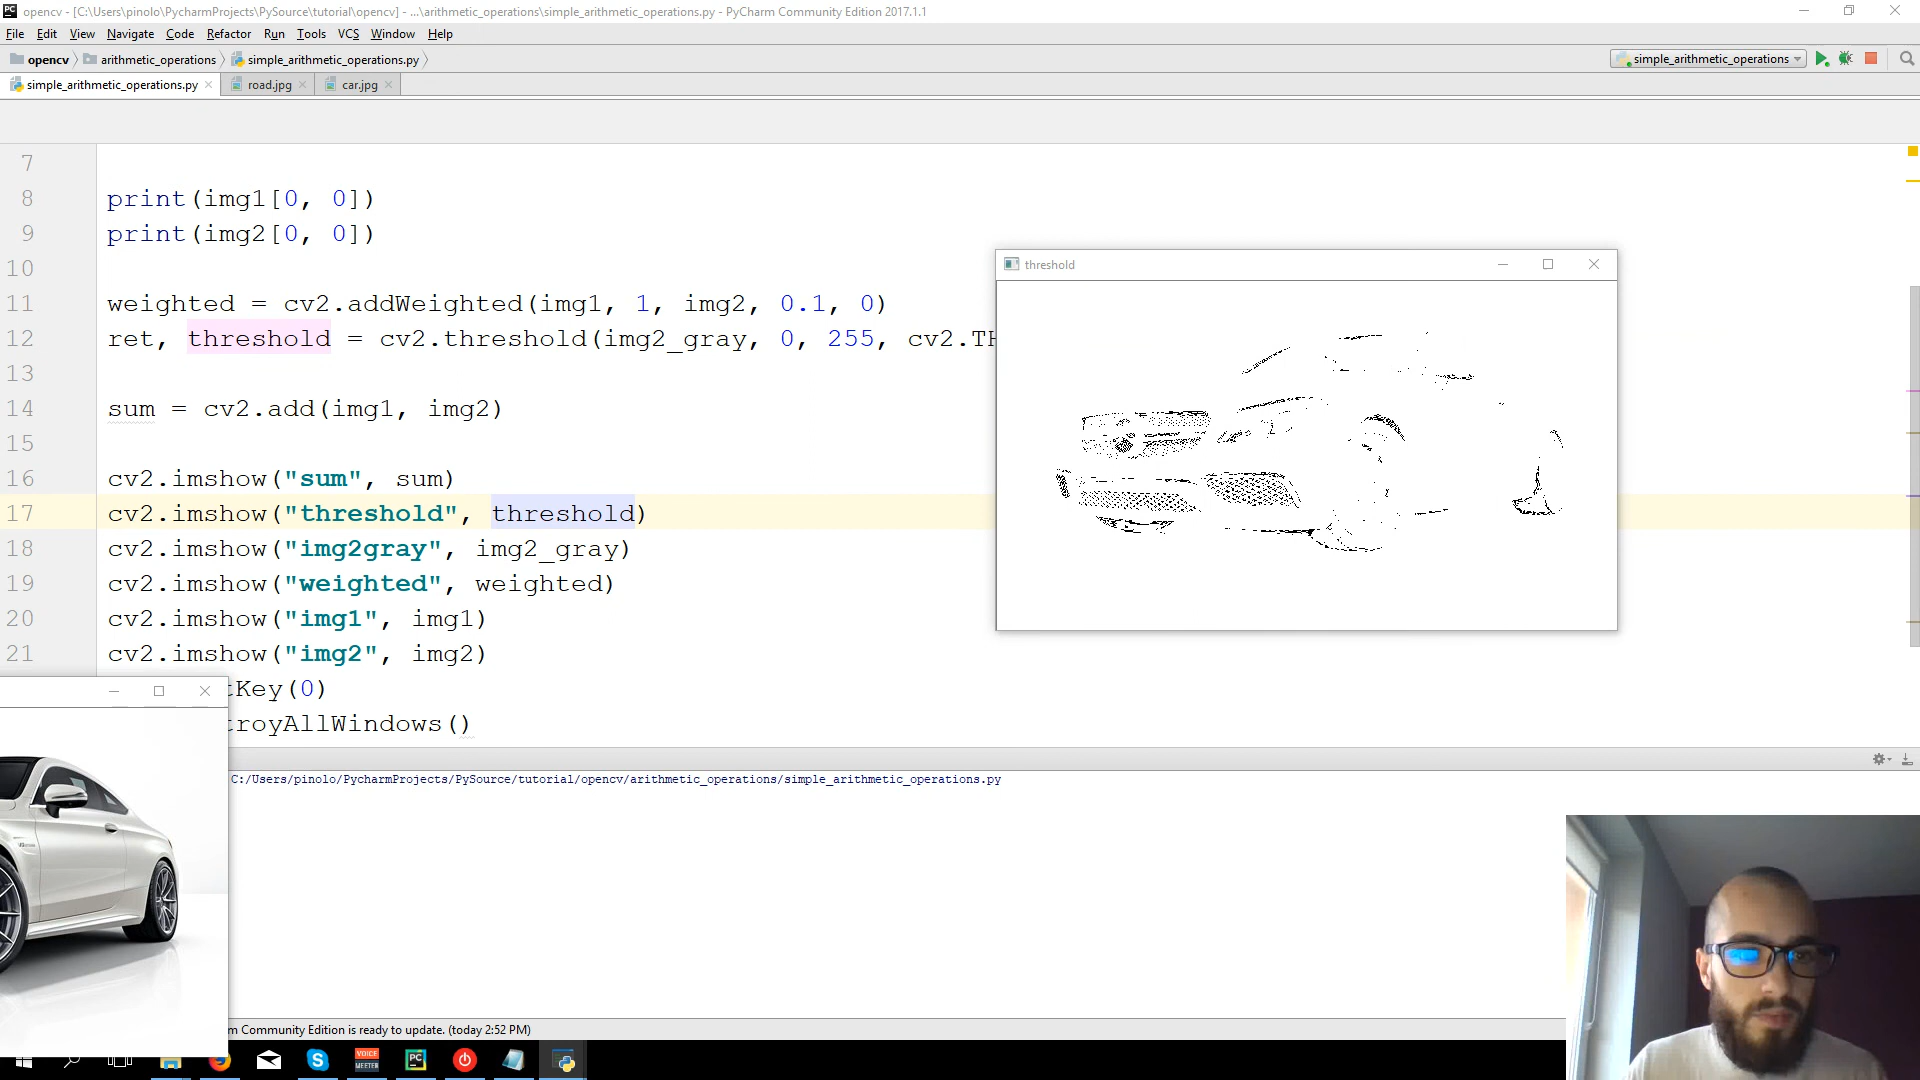 opencv - [C:\Users\pinolo\PycharmProjects\PySource\tutorial\opencv] - ...\arithmetic_operations\simple_arithmetic_operations.py - PyCharm Community Edition 2017.1.1
File Edit View Navigate Code Refactor Run Tools VCS Window Help
opencv arithmetic_operations simple_arithmetic_operations.py simple_arithmetic_operations
simple_arithmetic_operations.py road.jpg car.jpg
7
8 print(img1[0, 0])
9 print(img2[0, 0])
10
11 weighted = cv2.addWeighted(img1, 1, img2, 0.1, 0)
12 ret, threshold = cv2.threshold(img2_gray, 0, 255, cv2.TH
13
14 sum = cv2.add(img1, img2)
15
16 cv2.imshow("sum", sum)
17 cv2.imshow("threshold", threshold)
18 cv2.imshow("img2gray", img2_gray)
19 cv2.imshow("weighted", weighted)
20 cv2.imshow("img1", img1)
21 cv2.imshow("img2", img2)
tKey(0)
troyAllWindows()
threshold
C:/Users/pinolo/PycharmProjects/PySource/tutorial/opencv/arithmetic_operations/simple_arithmetic_operations.py
m Community Edition is ready to update. (today 2:52 PM)
VOICE
MEETER
PC